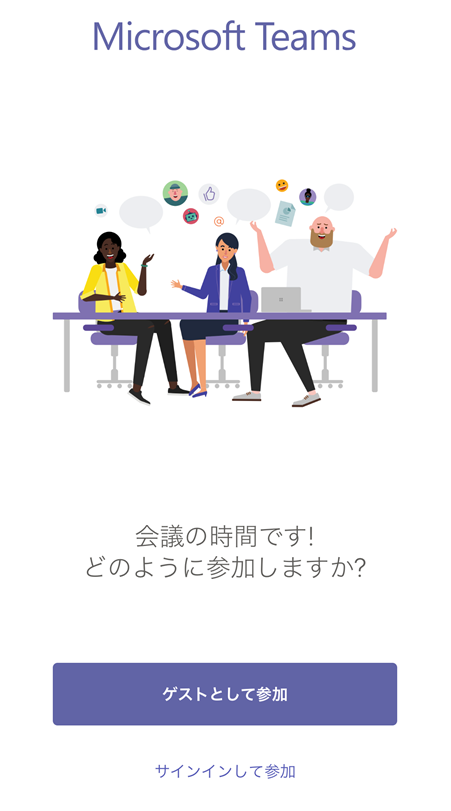 Microsoft Teams
@
会議の時間です!
どのように参加しますか?
ゲストとして参加
サインインして参加